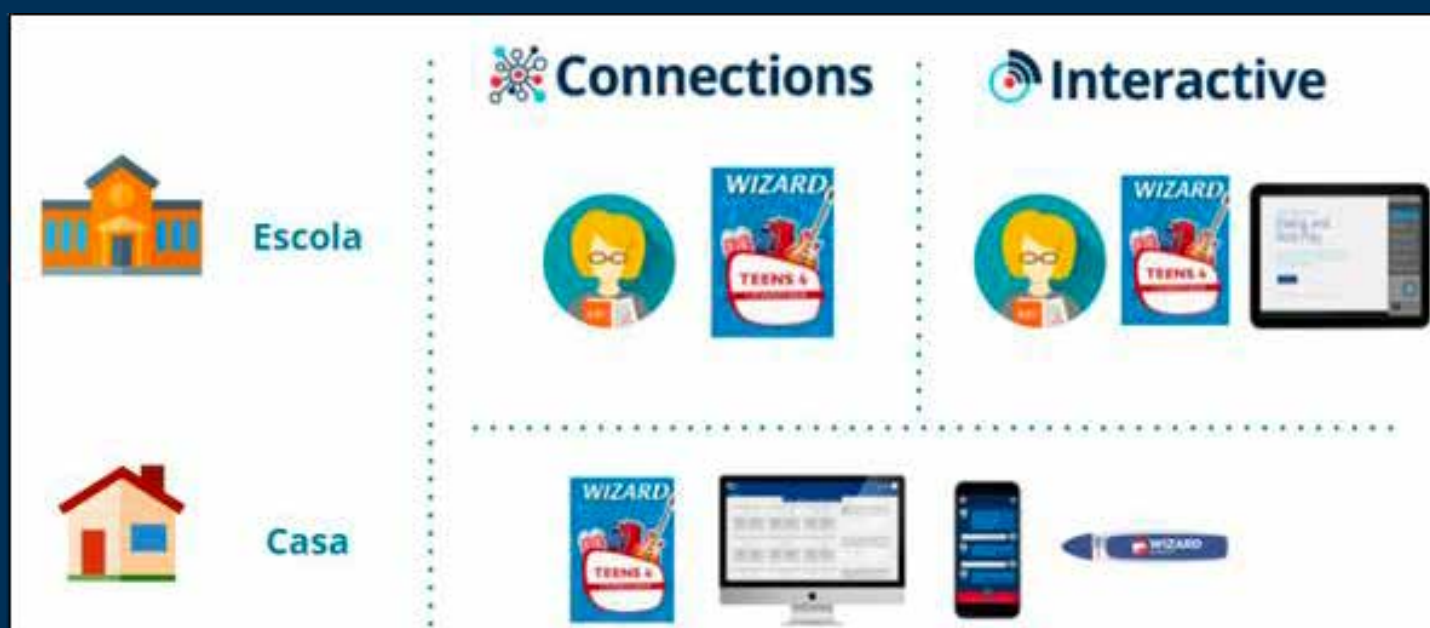 Connections
Interactive
Escola
WIZARD
TEENS 4
WIZARD
TEENS 4
Casa
WIZARD
TEENS 4
WIZARD